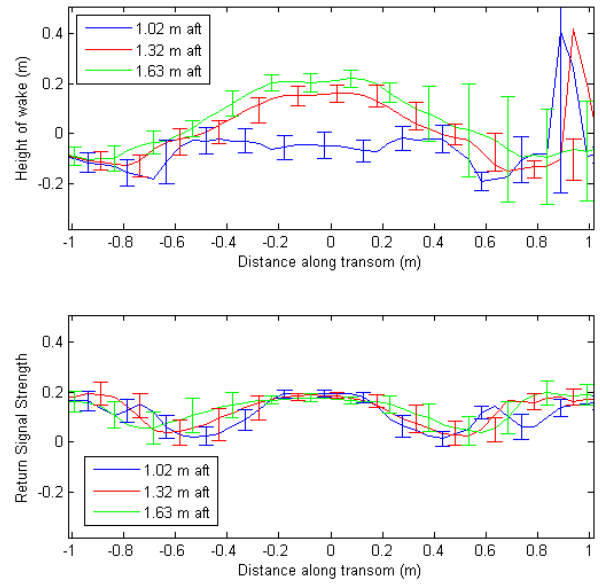 0.4
0.2
0
-0.2
Height of wake (m)
1.02 m aft
1.32 m aft
1.63 m aft
-1 -0.8 -0.6 -0.4 -0.2 0 0.2 0.4 0.6 0.8 1
Distance along transom (m)
0.4
0.2
0
-0.2
Return Signal Strength
1.02 m aft
1.32 m aft
1.63 m aft
-1 -0.8 -0.6 -0.4 -0.2 0 0.2 0.4 0.6 0.8 1
Distance along transom (m)